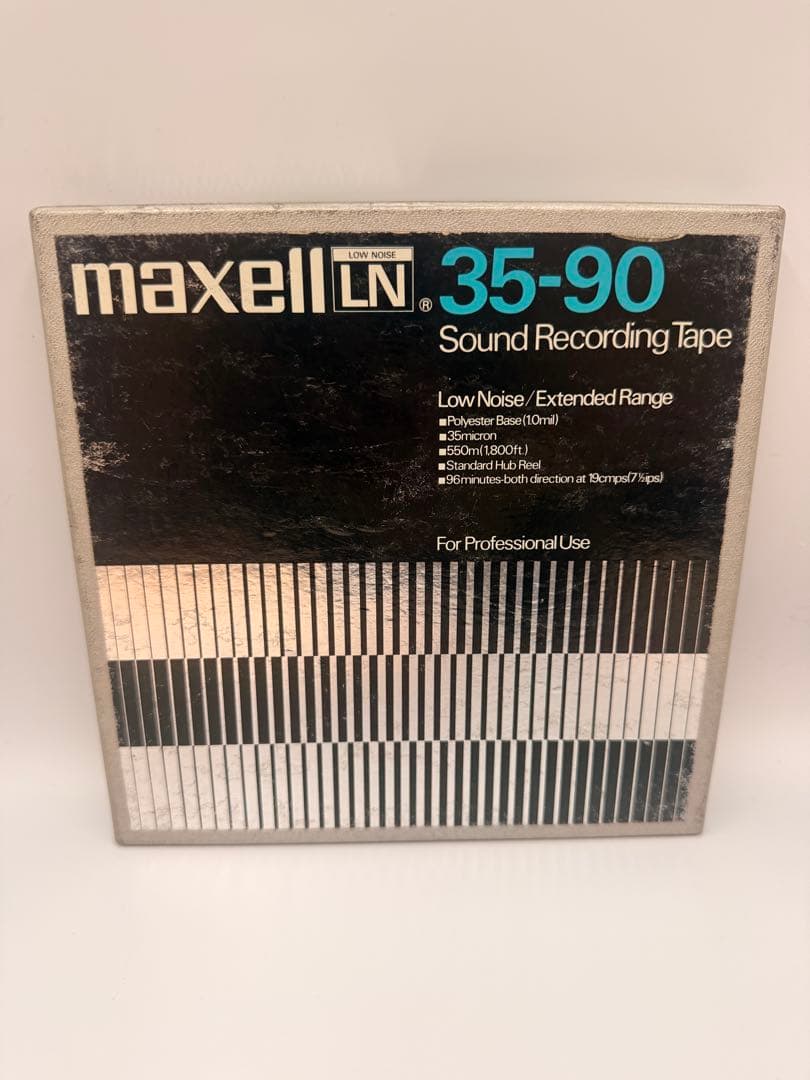 maxell LOW NOISE LN® 35-90
Sound Recording Tape
Low Noise/Extended Range
■Polyester Base(1.0mil)
■35micron
■550m(1,800ft.)
■Standard Hub Reel
■96minutes-both direction at 19cmps(7½ips)
For Professional Use